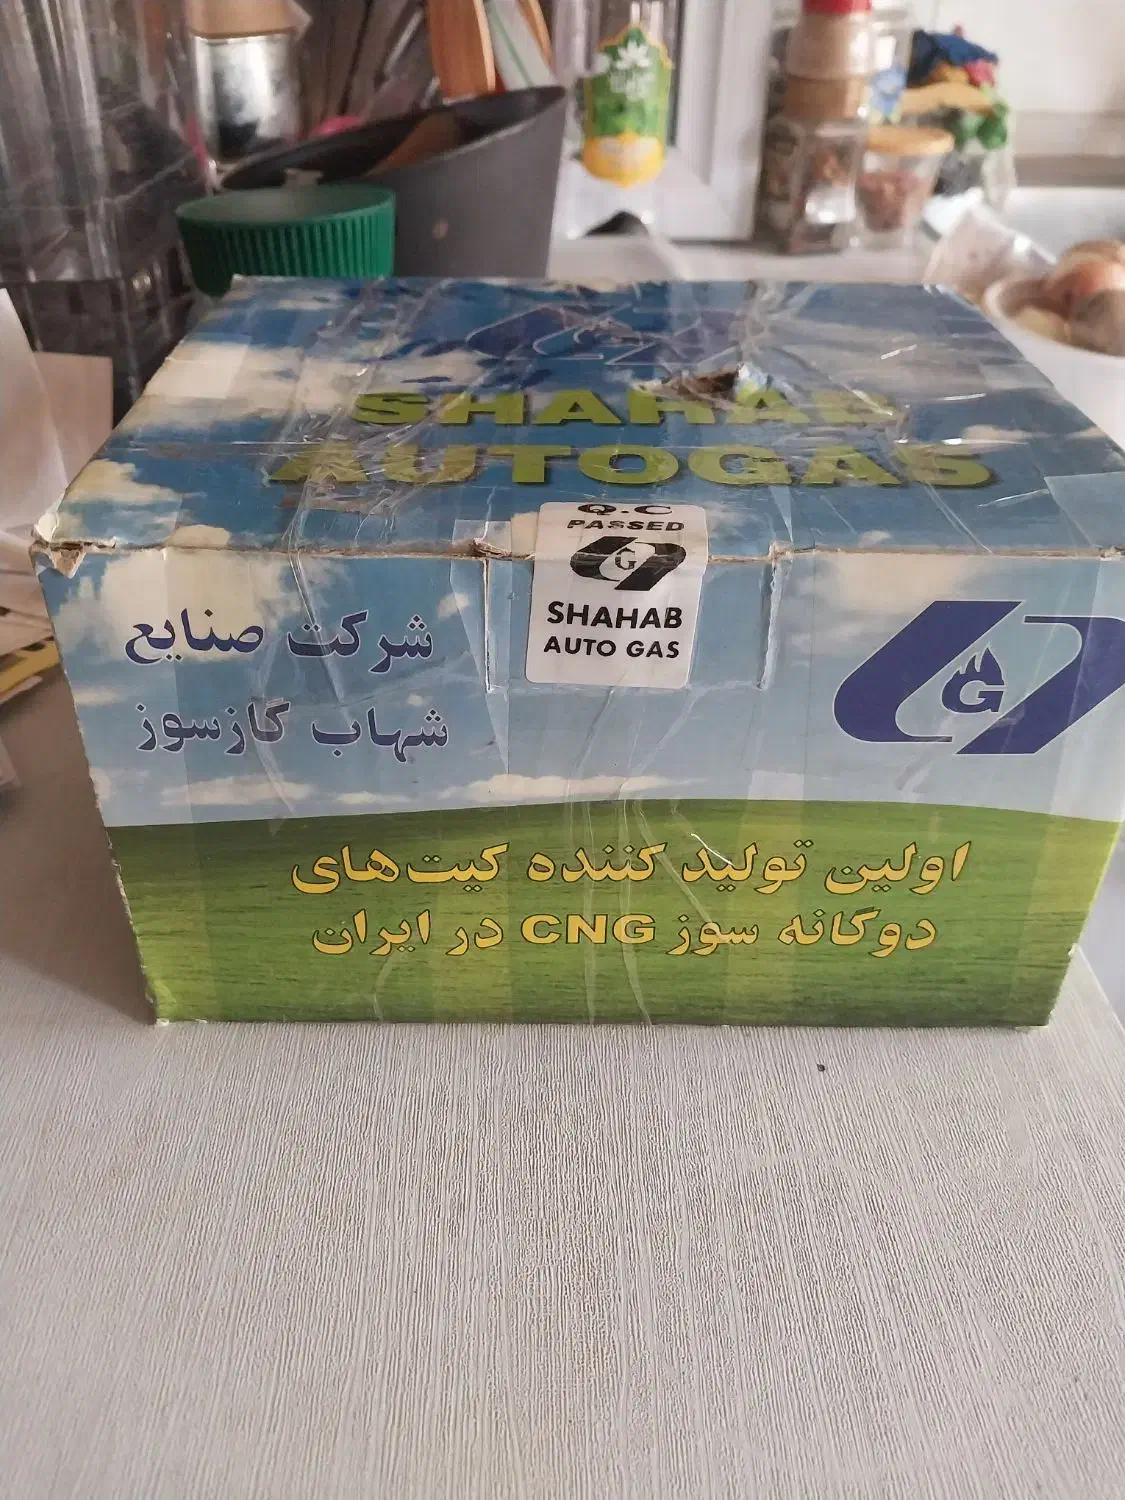 SHAHAB
AUTOGAS
Q.C
PASSED
G
SHAHAB
AUTO GAS
شرکت صنایع
شهاب گازسوز
G
اولین تولید کننده کیت‌های
دوگانه سوز CNG در ایران